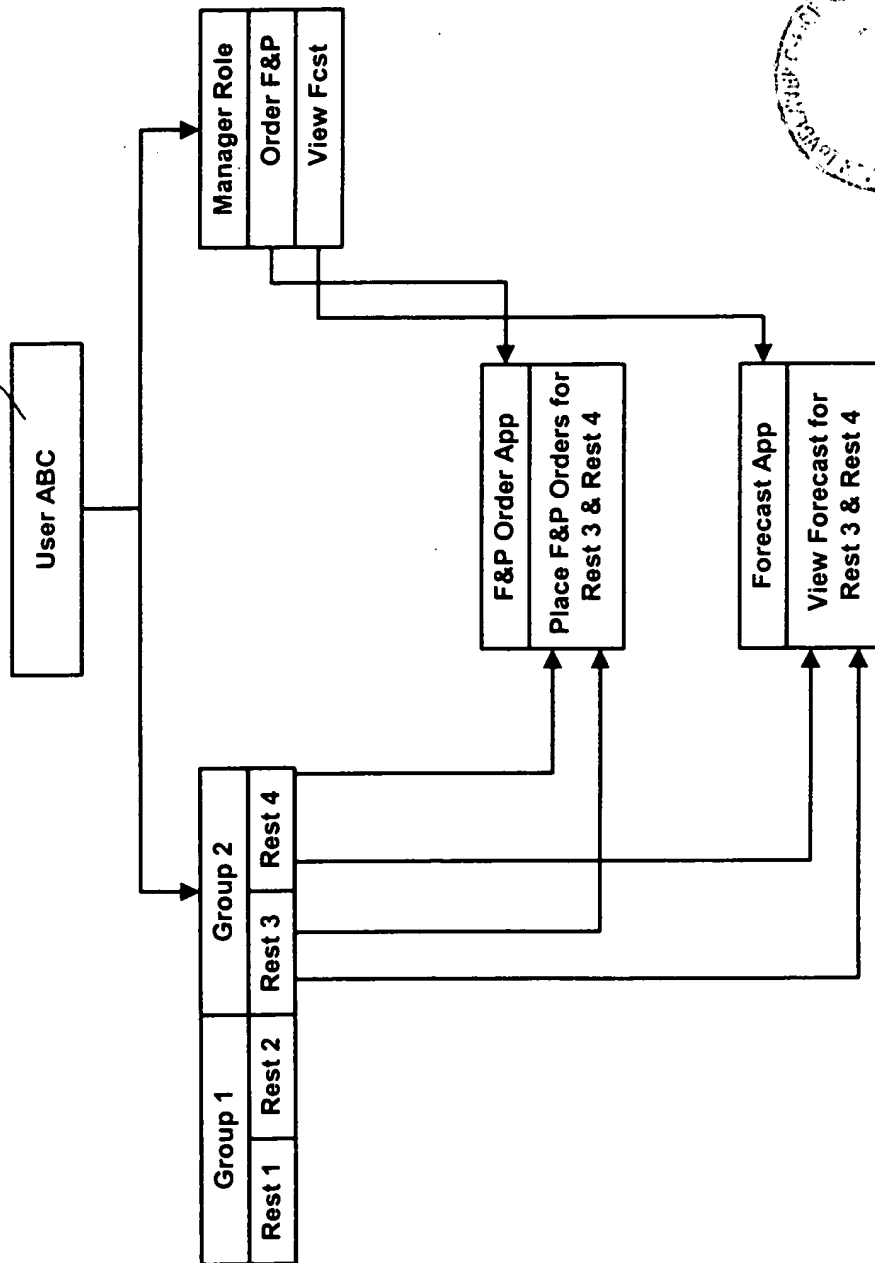 User ABC
Group 1
Group 2
Rest 1
Rest 2
Rest 3
Rest 4
Manager Role
Order F&P
View Fcst
F&P Order App
Place F&P Orders for
Rest 3 & Rest 4
Forecast App
View Forecast for
Rest 3 & Rest 4